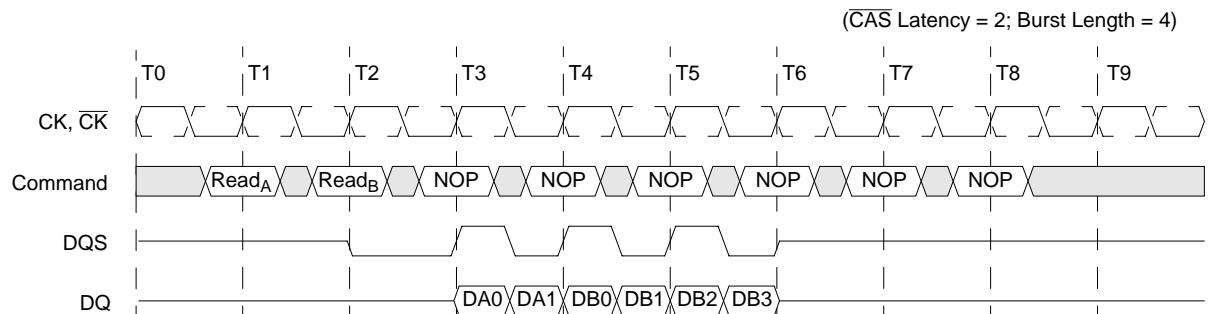 (CAS Latency = 2; Burst Length = 4)
T0 T1 T2 T3 T4 T5 T6 T7 T8 T9
CK, CK
Command ReadA ReadB NOP NOP NOP NOP NOP NOP
DQS
DQ DA0 DA1 DB0 DB1 DB2 DB3